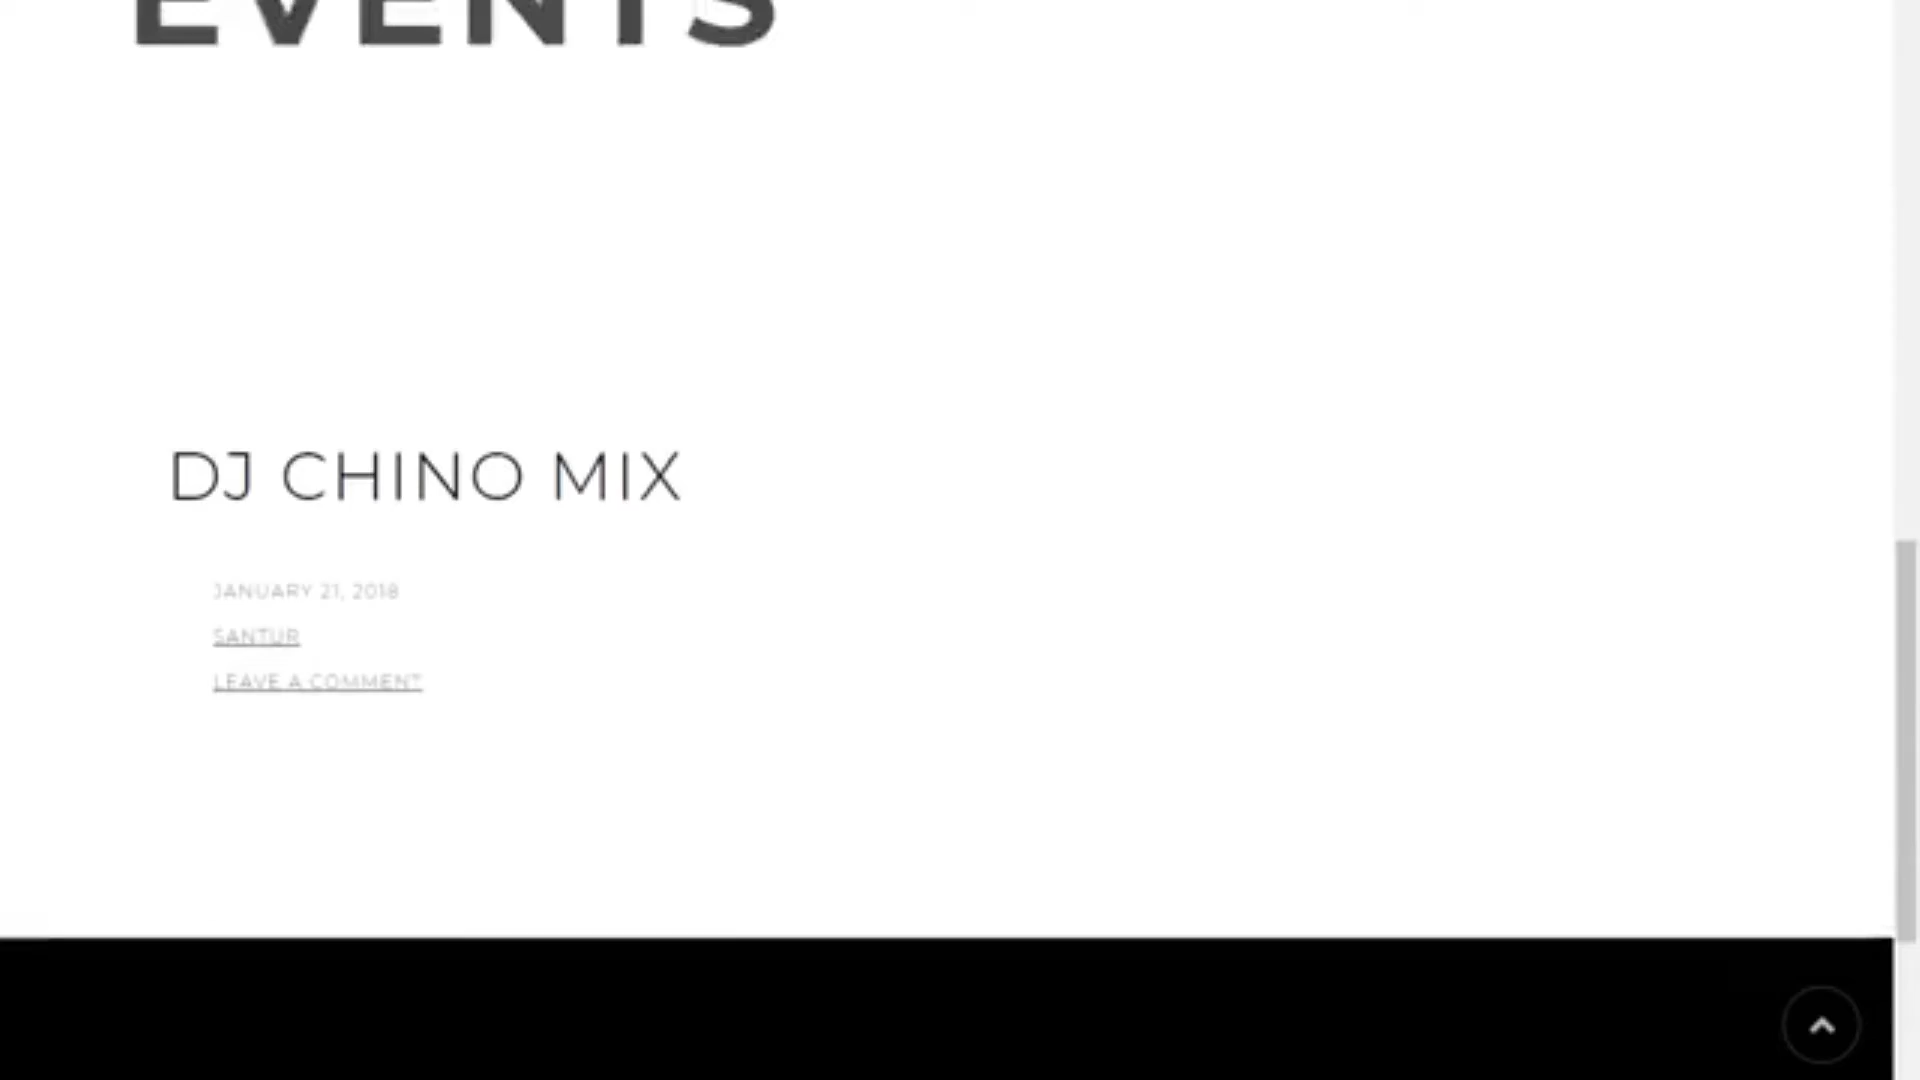 EVENTS
DJ CHINO MIX
JANUARY 21, 2018
SANTUR
LEAVE A COMMENT